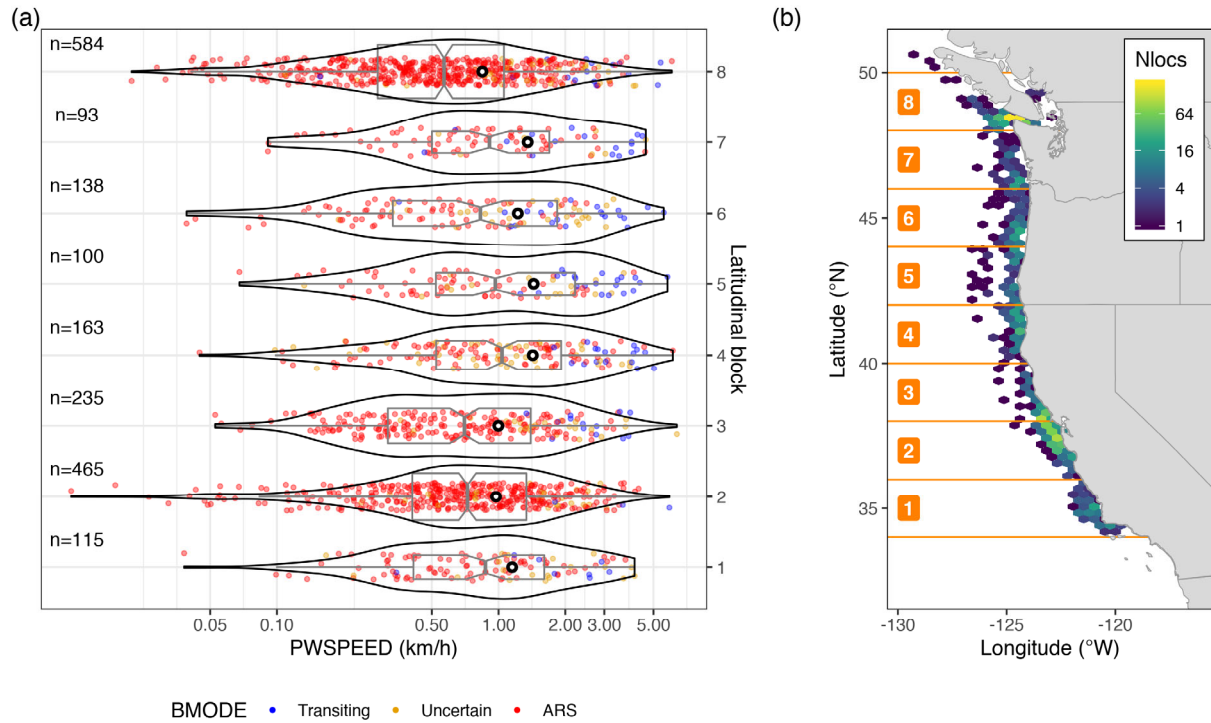 (a)
n=584
n=93
n=138
n=100
n=163
n=235
n=465
n=115
8
7
6
5
4
3
2
1
Latitudinal block
0.05 0.10 0.50 1.00 2.00 3.00 5.00
PWSPEED (km/h)
BMODE Transiting Uncertain ARS
(b)
Nlocs
64
16
4
1
8
7
6
5
4
3
2
1
50
45
40
35
Latitude (°N)
-130 -125 -120
Longitude (°W)